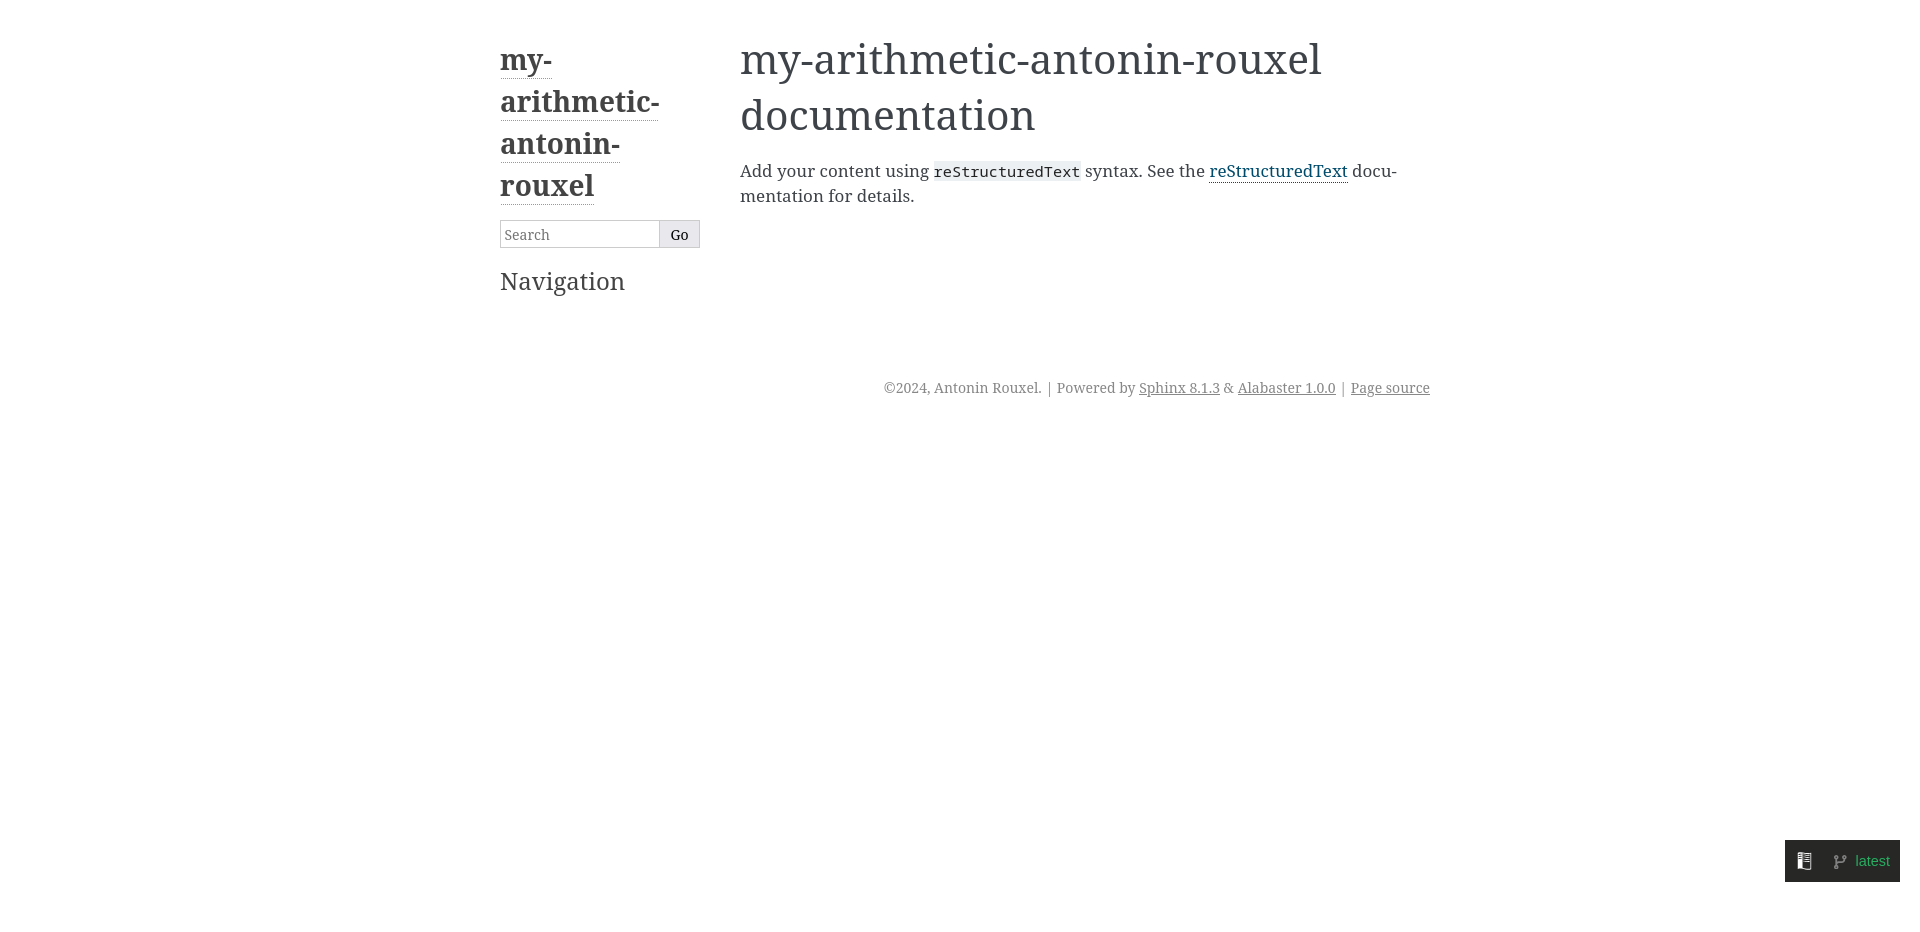 my-
arithmetic-
antonin-
rouxel
Search
Go
Navigation
my-arithmetic-antonin-rouxel
documentation
Add your content using reStructuredText syntax. See the reStructuredText docu-
mentation for details.
©2024, Antonin Rouxel. | Powered by Sphinx 8.1.3 & Alabaster 1.0.0 | Page source
latest